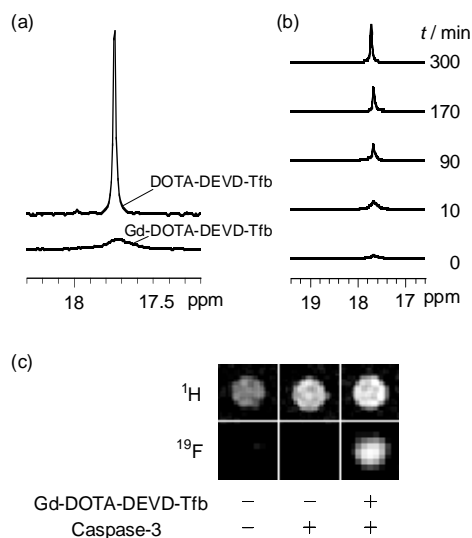 (a)
DOTA-DEVD-Tfb
Gd-DOTA-DEVD-Tfb
18 17.5 ppm
(b)
t / min
300
170
90
10
0
19 18 17 ppm
(c)
¹H
¹⁹F
Gd-DOTA-DEVD-Tfb − − +
Caspase-3 − + +